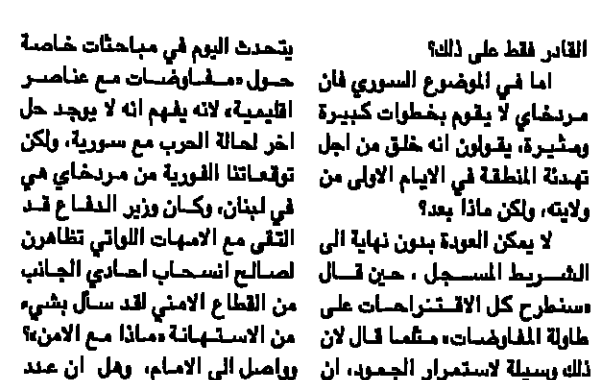 القادر فقط على ذلك؟
اما في الموضوع السوري فان
مردخاي لا يقوم بخطوات كبيرة
ومثيرة، يقولون انه خلق من اجل
تهدئة المنطقة في الايام الاولى من
ولايته، ولكن ماذا بعد؟
لا يمكن العودة بدون نهاية الى
الشريط المسجل ، حين قال
«سنطرح كل الاقتراحات على
طاولة المفاوضات» مثلما قال لان
ذلك وسيلة لاستمرار الجمود، ان
يتحدث اليوم في مباحثات خاصة
حول «مفاوضات مع عناصر
اقليمية» لانه يفهم انه لا يوجد حل
اخر لحالة الحرب مع سورية، ولكن
توقعاتنا الفورية من مردخاي هي
في لبنان، وكان وزير الدفاع قد
التقى مع الامهات اللواتي تظاهرن
لصالح انسحاب احادي الجانب
من القطاع الامني لقد سأل بشيء
من الاستهانة «ماذا مع الامن»؟
وواصل الى الامام، وهل ان عند